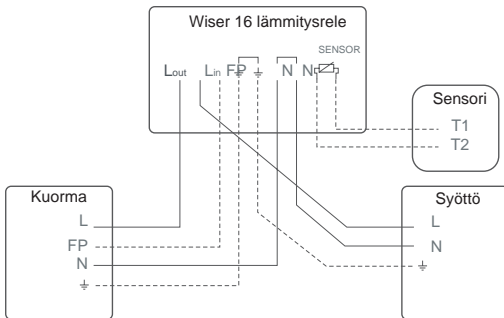 Wiser 16 lämmitysrele
SENSOR
Lout Lin FP N N
Sensori
T1
T2
Kuorma
L
FP
N
Syöttö
L
N